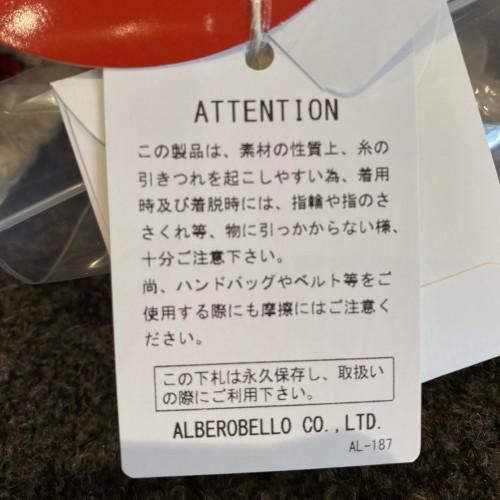 ATTENTION
この製品は、素材の性質上、糸の
引きつれを起こしやすい為、着用
時及び着脱時には、指輪や指のさ
さくれ等、物に引っかからない様、
十分ご注意下さい。
尚、ハンドバッグやベルト等をご
使用する際にも摩擦にはご注意く
ださい。
この下札は永久保存し、取扱い
の際にご利用下さい。
ALBEROBELLO CO.,LTD.
AL-187